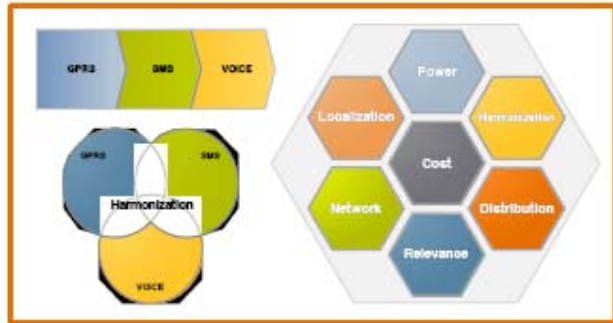 GPRS
SMS
VOICE
GPRS
SMS
Harmonization
VOICE
Power
Localization
Harmonization
Cost
Network
Distribution
Relevance